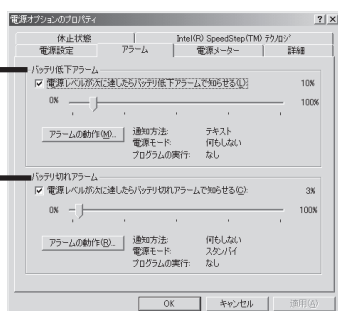 電源オプションのプロパティ
? ×
休止状態 Intel(R) SpeedStep(TM) テクノロジ
電源設定 アラーム 電源メーター 詳細
バッテリ低下アラーム
電源レベルが次に達したらバッテリ低下アラームで知らせる(L): 10%
0% 100%
アラームの動作(M)... 通知方法: テキスト
電源モード: 何もしない
プログラムの実行: なし
バッテリ切れアラーム
電源レベルが次に達したらバッテリ切れアラームで知らせる(C): 3%
0% 100%
アラームの動作(R)... 通知方法: 何もしない
電源モード: スタンバイ
プログラムの実行: なし
OK キャンセル 適用(A)